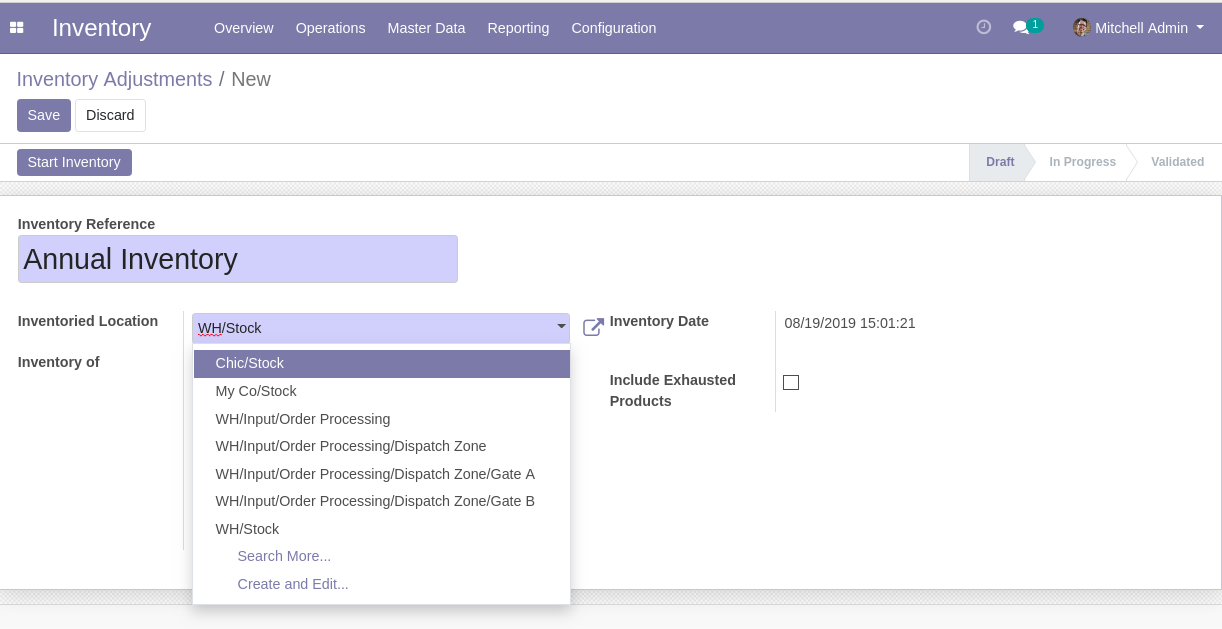 Inventory
Overview Operations Master Data Reporting Configuration
1
Mitchell Admin
Inventory Adjustments / New
Save Discard
Start Inventory
Draft In Progress Validated
Inventory Reference
Annual Inventory
Inventoried Location
WH/Stock
Inventory Date
08/19/2019 15:01:21
Inventory of
Include Exhausted
Products
Chic/Stock
My Co/Stock
WH/Input/Order Processing
WH/Input/Order Processing/Dispatch Zone
WH/Input/Order Processing/Dispatch Zone/Gate A
WH/Input/Order Processing/Dispatch Zone/Gate B
WH/Stock
Search More...
Create and Edit...